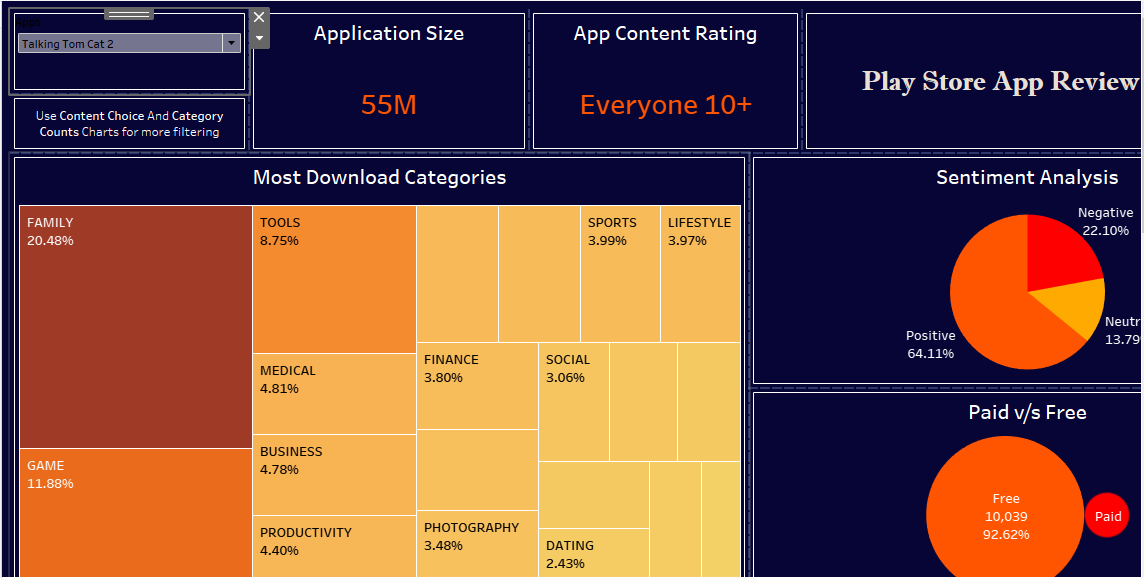 Apps
Talking Tom Cat 2
Use Content Choice And Category
Counts Charts for more filtering
Application Size
55M
App Content Rating
Everyone 10+
Play Store App Review
Most Download Categories
FAMILY
20.48%
GAME
11.88%
TOOLS
8.75%
MEDICAL
4.81%
BUSINESS
4.78%
PRODUCTIVITY
4.40%
SPORTS
3.99%
LIFESTYLE
3.97%
FINANCE
3.80%
PHOTOGRAPHY
3.48%
SOCIAL
3.06%
DATING
2.43%
Sentiment Analysis
Negative
22.10%
Neutr
13.79
Positive
64.11%
Paid v/s Free
Free
10,039
92.62%
Paid